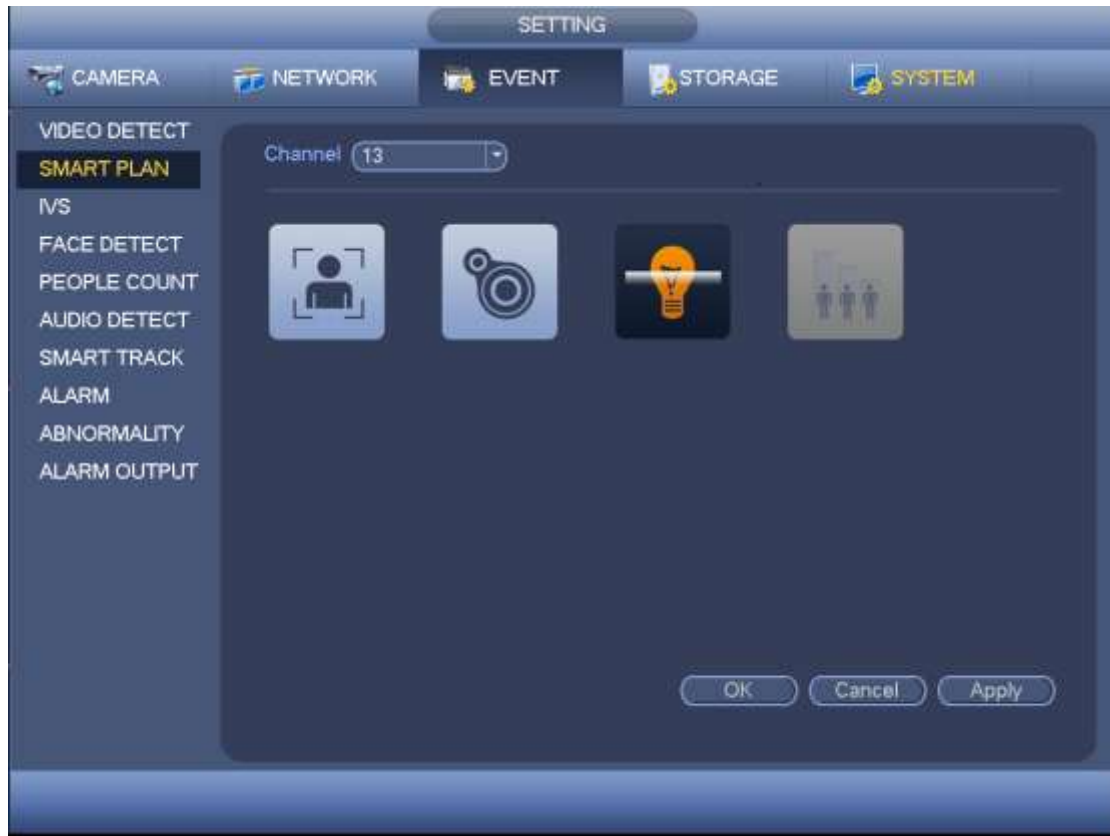 SETTING
CAMERA NETWORK EVENT STORAGE SYSTEM
VIDEO DETECT
SMART PLAN
IVS
FACE DETECT
PEOPLE COUNT
AUDIO DETECT
SMART TRACK
ALARM
ABNORMALITY
ALARM OUTPUT
Channel 13
OK Cancel Apply